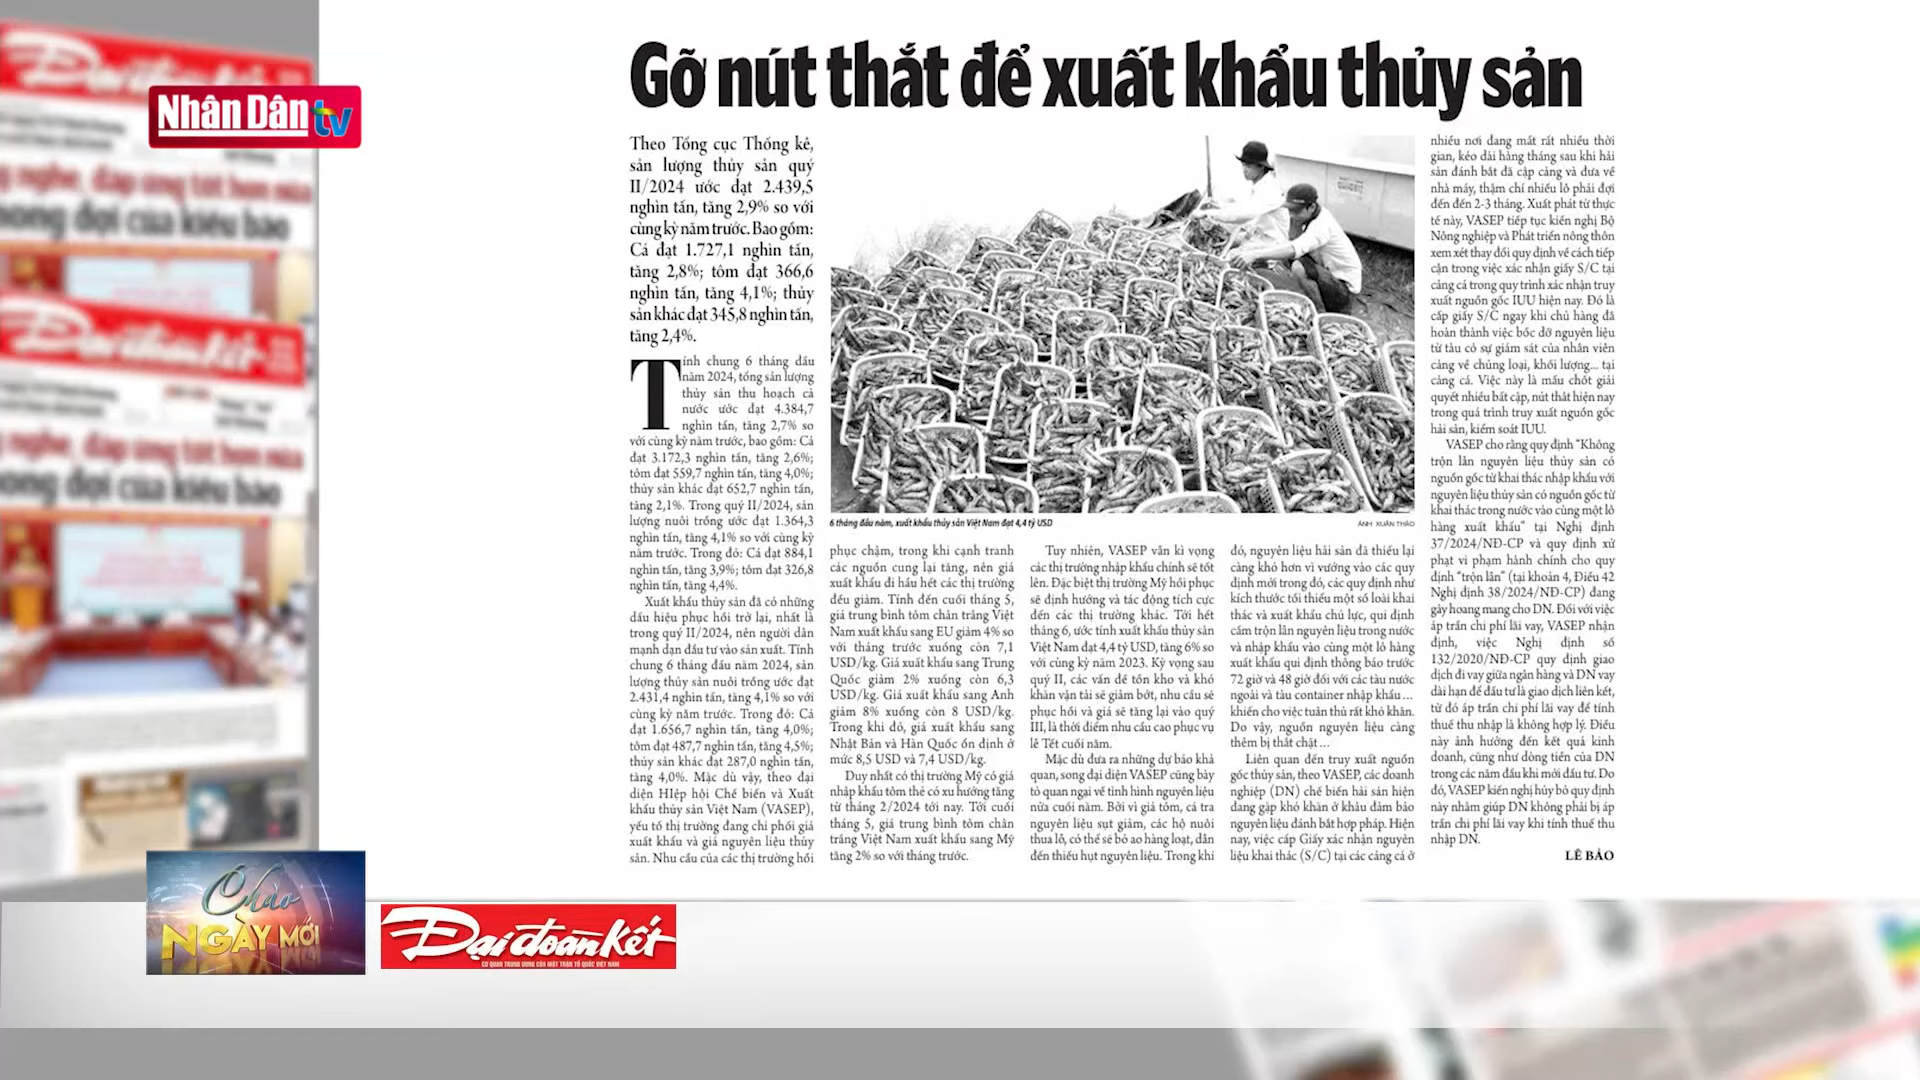 Nhân Dân tv
Gỡ nút thắt để xuất khẩu thủy sản
Theo Tổng cục Thống kê,
sản lượng thủy sản quý
II/2024 ước đạt 2.439,5
nghìn tấn, tăng 2,9% so với
cùng kỳ năm trước. Bao gồm:
Cá đạt 1.727,1 nghìn tấn,
tăng 2,8%; tôm đạt 366,6
nghìn tấn, tăng 4,1%; thủy
sản khác đạt 345,8 nghìn tấn,
tăng 2,4%.
Tính chung 6 tháng đầu
năm 2024, tổng sản lượng
thủy sản thu hoạch cả
nước ước đạt 4.384,7
nghìn tấn, tăng 2,7% so
với cùng kỳ năm trước, bao gồm: Cá
đạt 3.172,3 nghìn tấn, tăng 2,6%;
tôm đạt 559,7 nghìn tấn, tăng 4,0%;
thủy sản khác đạt 652,7 nghìn tấn,
tăng 2,1%. Trong quý II/2024, sản
lượng nuôi trồng ước đạt 1.364,3
nghìn tấn, tăng 4,1% so với cùng kỳ
năm trước. Trong đó: Cá đạt 884,1
nghìn tấn, tăng 3,9%; tôm đạt 326,8
nghìn tấn, tăng 4,4%.
Xuất khẩu thủy sản đã có những
dấu hiệu phục hồi trở lại, nhất là
trong quý II/2024, nên người dân
mạnh dạn đầu tư vào sản xuất. Tính
chung 6 tháng đầu năm 2024, sản
lượng thủy sản nuôi trồng ước đạt
2.431,4 nghìn tấn, tăng 4,1% so với
cùng kỳ năm trước. Trong đó: Cá
đạt 1.656,7 nghìn tấn, tăng 4,0%;
tôm đạt 487,7 nghìn tấn, tăng 4,5%;
thủy sản khác đạt 287,0 nghìn tấn,
tăng 4,0%. Mặc dù vậy, theo đại
diện HIệp hội Chế biến và Xuất
khẩu thủy sản Việt Nam (VASEP),
yếu tố thị trường đang chi phối giá
xuất khẩu và giá nguyên liệu thủy
sản. Nhu cầu của các thị trường hồi
6 tháng đầu năm, xuất khẩu thủy sản Việt Nam đạt 4,4 tỷ USD
ẢNH: XUÂN THẢO
phục chậm, trong khi cạnh tranh
các nguồn cung lại tăng, nên giá
xuất khẩu đi hầu hết các thị trường
đều giảm. Tính đến cuối tháng 5,
giá trung bình tôm chân trắng Việt
Nam xuất khẩu sang EU giảm 4% so
với tháng trước xuống còn 7,1
USD/kg. Giá xuất khẩu sang Trung
Quốc giảm 2% xuống còn 6,3
USD/kg. Giá xuất khẩu sang Anh
giảm 8% xuống còn 8 USD/kg.
Trong khi đó, giá xuất khẩu sang
Nhật Bản và Hàn Quốc ổn định ở
mức 8,5 USD và 7,4 USD/kg.
Duy nhất có thị trường Mỹ có giá
nhập khẩu tôm thẻ có xu hướng tăng
từ tháng 2/2024 tới nay. Tới cuối
tháng 5, giá trung bình tôm chân
trắng Việt Nam xuất khẩu sang Mỹ
tăng 2% so với tháng trước.
Tuy nhiên, VASEP vẫn kì vọng
các thị trường nhập khẩu chính sẽ tốt
lên. Đặc biệt thị trường Mỹ hồi phục
sẽ định hướng và tác động tích cực
đến các thị trường khác. Tới hết
tháng 6, ước tính xuất khẩu thủy sản
Việt Nam đạt 4,4 tỷ USD, tăng 6% so
với cùng kỳ năm 2023. Kỳ vọng sau
quý II, các vấn đề tồn kho và khó
khăn vận tải sẽ giảm bớt, nhu cầu sẽ
phục hồi và giá sẽ tăng lại vào quý
III, là thời điểm nhu cầu cao phục vụ
lễ Tết cuối năm.
Mặc dù đưa ra những dự báo khả
quan, song đại diện VASEP cũng bày
tỏ quan ngại về tình hình nguyên liệu
nửa cuối năm. Bởi vì giá tôm, cá tra
nguyên liệu sụt giảm, các hộ nuôi
thua lỗ, có thể sẽ bỏ ao hàng loạt, dẫn
đến thiếu hụt nguyên liệu. Trong khi
đó, nguyên liệu hải sản đã thiếu lại
càng khó hơn vì vướng vào các quy
định mới trong đó, các quy định như
kích thước tối thiểu một số loài khai
thác và xuất khẩu chủ lực, qui định
cấm trộn lẫn nguyên liệu trong nước
và nhập khẩu vào cùng một lô hàng
xuất khẩu qui định thông báo trước
72 giờ và 48 giờ đối với các tàu nước
ngoài và tàu container nhập khẩu…
khiến cho việc tuân thủ rất khó khăn.
Do vậy, nguồn nguyên liệu càng
thêm bị thắt chặt…
Liên quan đến truy xuất nguồn
gốc thủy sản, theo VASEP, các doanh
nghiệp (DN) chế biến hải sản hiện
đang gặp khó khăn ở khâu đảm bảo
nguyên liệu đánh bắt hợp pháp. Hiện
nay, việc cấp Giấy xác nhận nguyên
liệu khai thác (S/C) tại các cảng cá ở
nhiều nơi đang mất rất nhiều thời
gian, kéo dài hàng tháng sau khi hải
sản đánh bắt đã cập cảng và đưa về
nhà máy, thậm chí nhiều lô phải đợi
đến đến 2-3 tháng. Xuất phát từ thực
tế này, VASEP tiếp tục kiến nghị Bộ
Nông nghiệp và Phát triển nông thôn
xem xét thay đổi quy định về cách tiếp
cận trong việc xác nhận giấy S/C tại
cảng cá trong quy trình xác nhận truy
xuất nguồn gốc IUU hiện nay. Đó là
cấp giấy S/C ngay khi chủ hàng đã
hoàn thành việc bốc dỡ nguyên liệu
từ tàu có sự giám sát của nhân viên
cảng về chủng loại, khối lượng... tại
cảng cá. Việc này là mấu chốt giải
quyết nhiều bất cập, nút thắt hiện nay
trong quá trình truy xuất nguồn gốc
hải sản, kiểm soát IUU.
VASEP cho rằng quy định “Không
trộn lẫn nguyên liệu thủy sản có
nguồn gốc từ khai thác nhập khẩu với
nguyên liệu thủy sản có nguồn gốc từ
khai thác trong nước vào cùng một lô
hàng xuất khẩu” tại Nghị định
37/2024/NĐ-CP và quy định xử
phạt vi phạm hành chính cho quy
định “trộn lẫn” (tại khoản 4, Điều 42
Nghị định 38/2024/NĐ-CP) đang
gây hoang mang cho DN. Đối với việc
áp trần chi phí lãi vay, VASEP nhận
định, việc Nghị định số
132/2020/NĐ-CP quy định giao
dịch đi vay giữa ngân hàng và DN vay
dài hạn để đầu tư là giao dịch liên kết,
từ đó áp trần chi phí lãi vay để tính
thuế thu nhập là không hợp lý. Điều
này ảnh hưởng đến kết quả kinh
doanh, cũng như dòng tiền của DN
trong các năm đầu khi mới đầu tư. Do
đó, VASEP kiến nghị hủy bỏ quy định
này nhằm giúp DN không phải bị áp
trần chi phí lãi vay khi tính thuế thu
nhập DN.
LÊ BẢO
Đại đoàn kết
nghe, đáp ứng tốt hơn nữa
mong đợi của kiều bào
Chào
NGÀY MỚI
Đại đoàn kết
CƠ QUAN TRUNG ƯƠNG CỦA MẶT TRẬN TỔ QUỐC VIỆT NAM